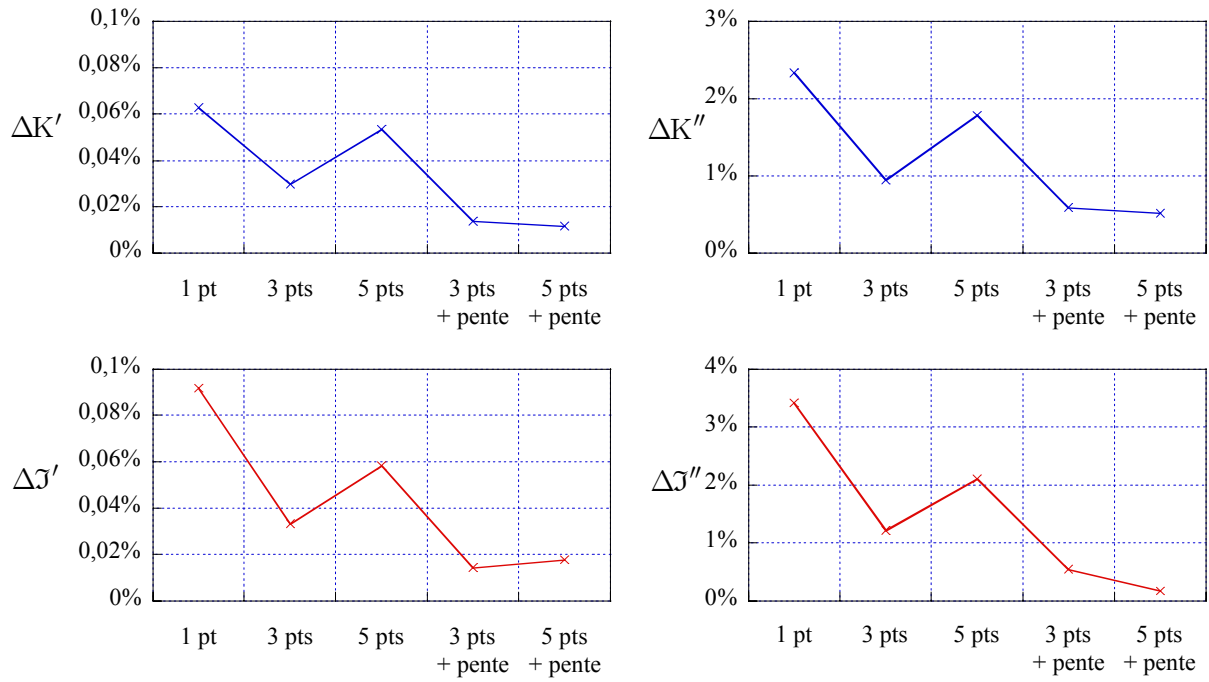 0,1%
0,08%
0,06%
0,04%
0,02%
0%
ΔK′
1 pt 3 pts 5 pts 3 pts 5 pts
+ pente + pente
3%
2%
1%
0%
ΔK″
1 pt 3 pts 5 pts 3 pts 5 pts
+ pente + pente
0,1%
0,08%
0,06%
0,04%
0,02%
0%
Δℑ′
1 pt 3 pts 5 pts 3 pts 5 pts
+ pente + pente
4%
3%
2%
1%
0%
Δℑ″
1 pt 3 pts 5 pts 3 pts 5 pts
+ pente + pente